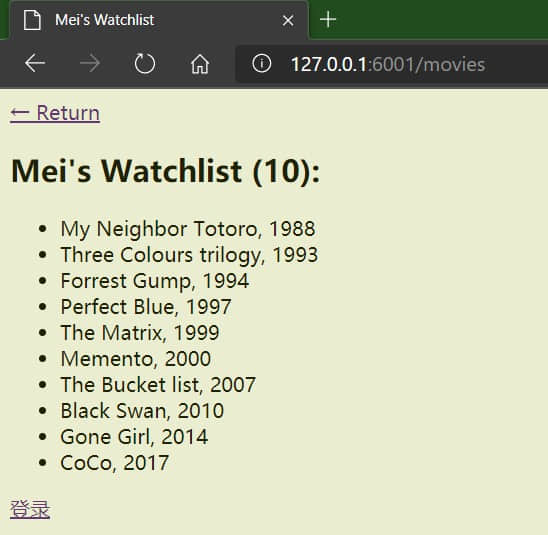 Mei's Watchlist
127.0.0.1:6001/movies
← Return
Mei's Watchlist (10):
• My Neighbor Totoro, 1988
• Three Colours trilogy, 1993
• Forrest Gump, 1994
• Perfect Blue, 1997
• The Matrix, 1999
• Memento, 2000
• The Bucket list, 2007
• Black Swan, 2010
• Gone Girl, 2014
• CoCo, 2017
登录